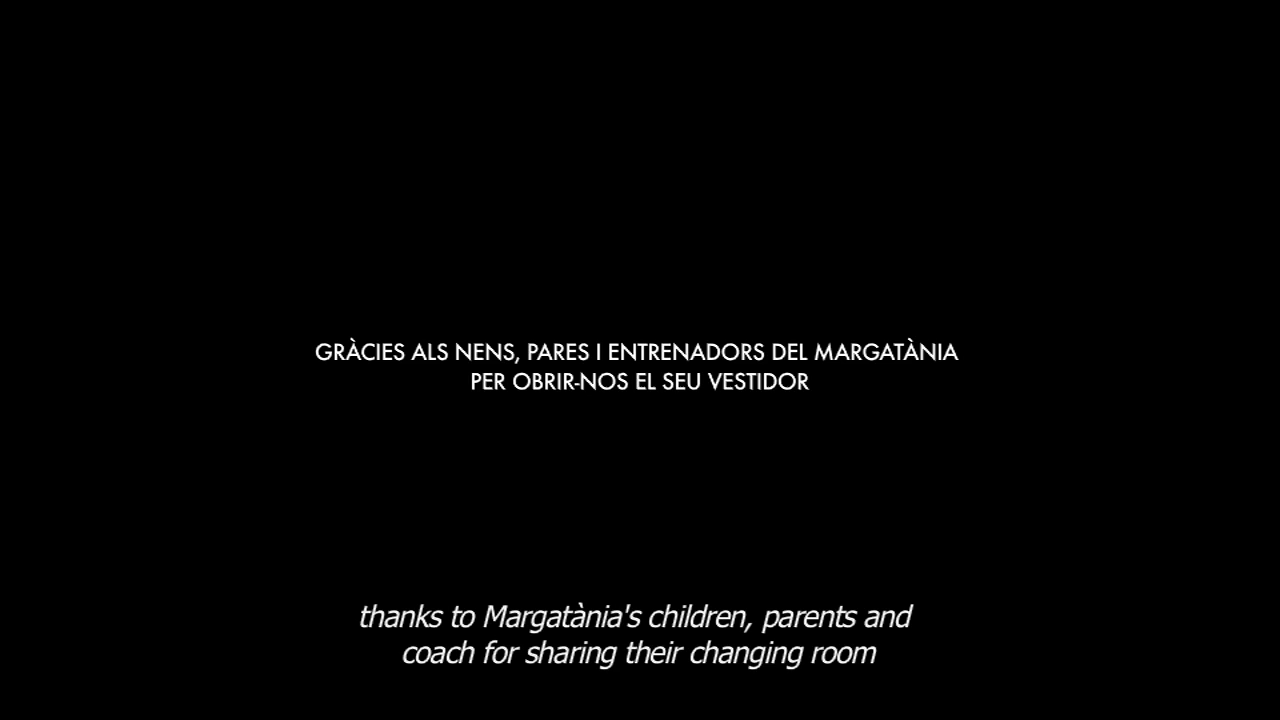 GRÀCIES ALS NENS, PARES I ENTRENADORS DEL MARGATÀNIA
PER OBRIR-NOS EL SEU VESTIDOR
thanks to Margatània's children, parents and
coach for sharing their changing room